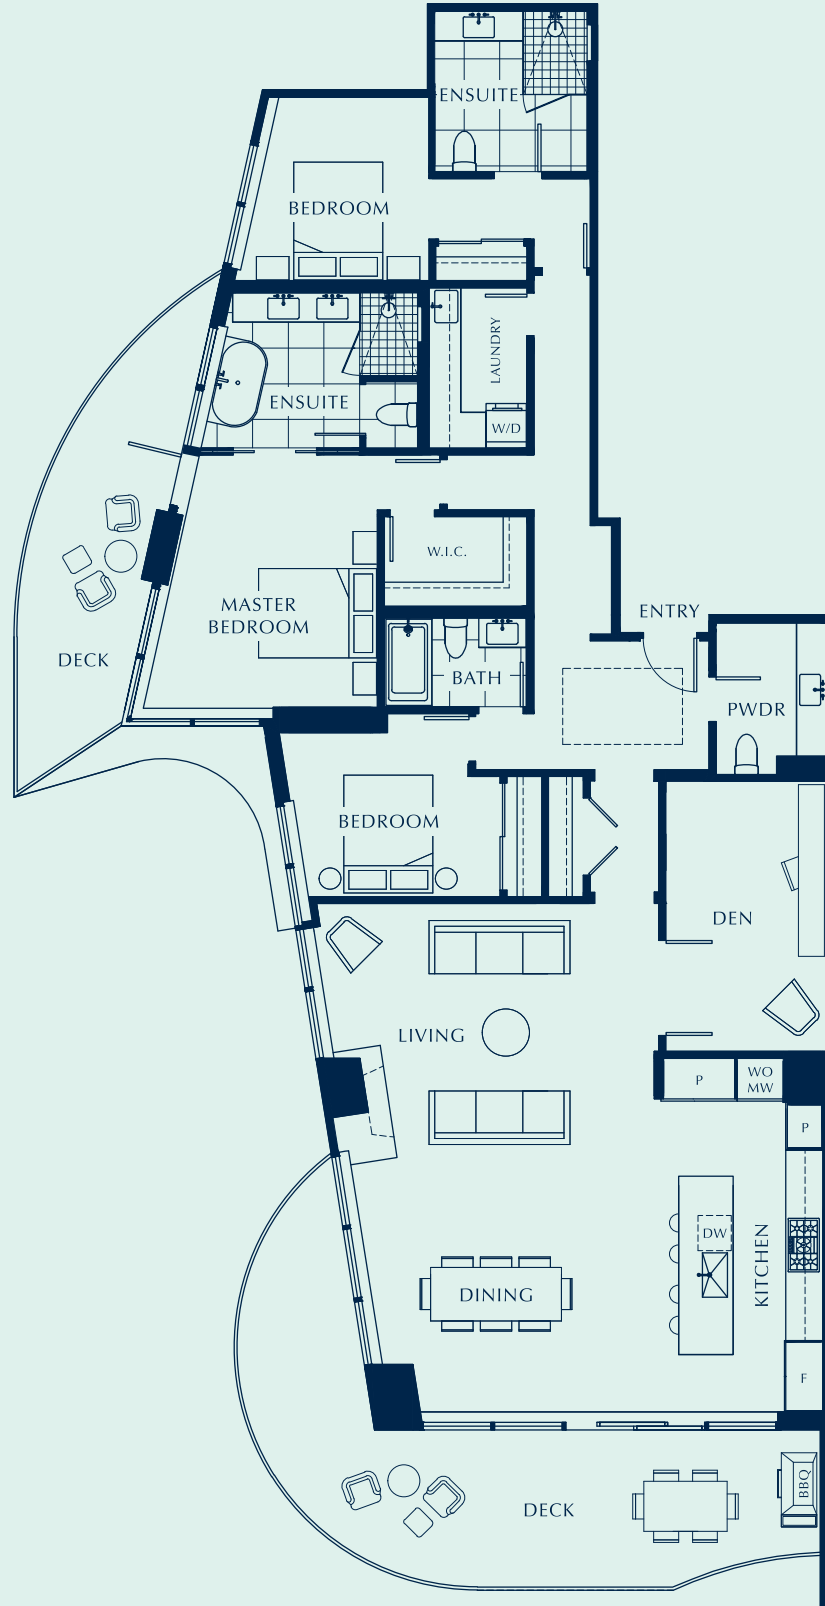 ENSUITE
BEDROOM
LAUNDRY
ENSUITE
W/D
W.I.C.
MASTER
BEDROOM
ENTRY
DECK
BATH
PWDR
BEDROOM
DEN
LIVING
P
WO
MW
P
DW
KITCHEN
DINING
F
BBQ
DECK